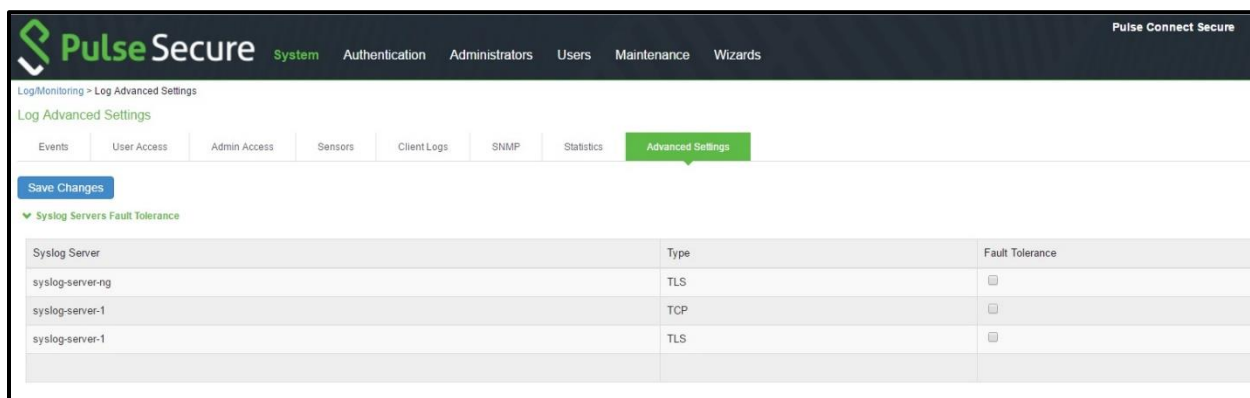 Pulse Connect Secure
Pulse Secure System Authentication Administrators Users Maintenance Wizards
Log/Monitoring > Log Advanced Settings
Log Advanced Settings
Events User Access Admin Access Sensors Client Logs SNMP Statistics Advanced Settings
Save Changes
Syslog Servers Fault Tolerance
Syslog Server Type Fault Tolerance
syslog-server-ng TLS
syslog-server-1 TCP
syslog-server-1 TLS